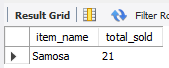 Result Grid Filter Ro
item_name total_sold
Samosa 21